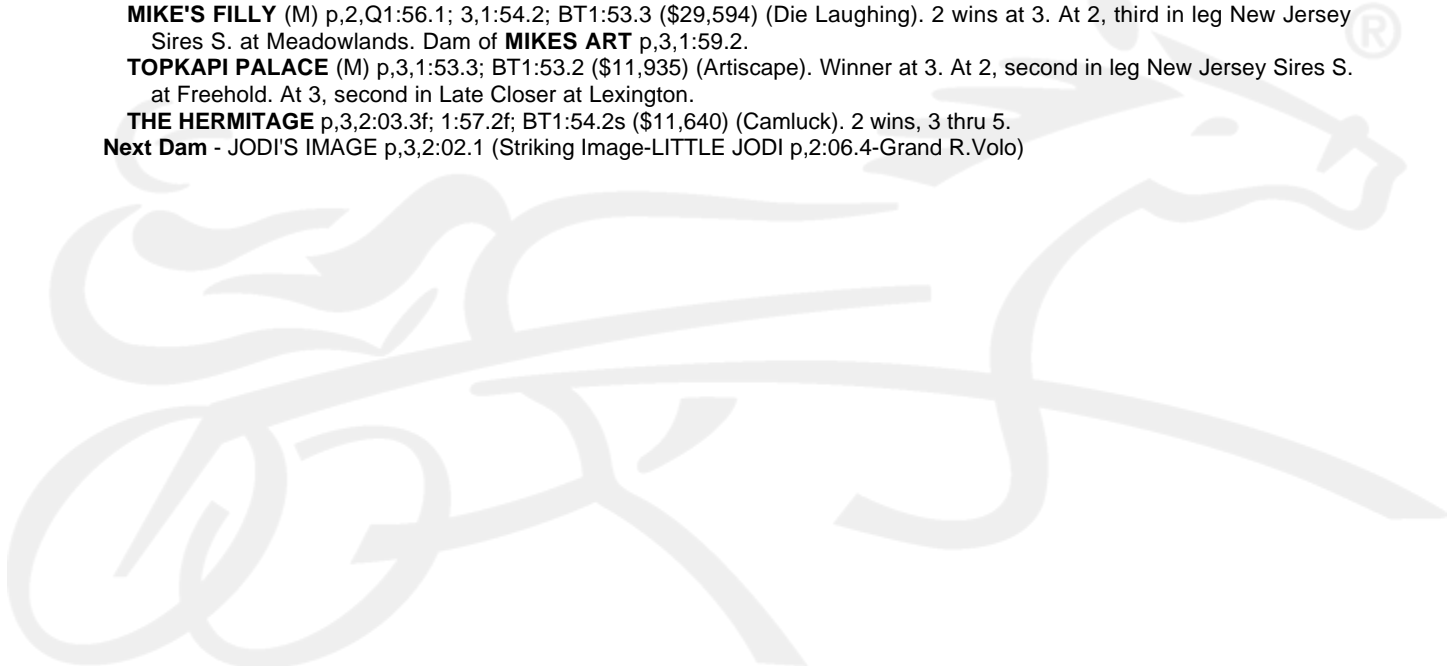 MIKE'S FILLY (M) p,2,Q1:56.1; 3,1:54.2; BT1:53.3 ($29,594) (Die Laughing). 2 wins at 3. At 2, third in leg New Jersey
Sires S. at Meadowlands. Dam of MIKES ART p,3,1:59.2.
TOPKAPI PALACE (M) p,3,1:53.3; BT1:53.2 ($11,935) (Artiscape). Winner at 3. At 2, second in leg New Jersey Sires S.
at Freehold. At 3, second in Late Closer at Lexington.
THE HERMITAGE p,3,2:03.3f; 1:57.2f; BT1:54.2s ($11,640) (Camluck). 2 wins, 3 thru 5.
Next Dam - JODI'S IMAGE p,3,2:02.1 (Striking Image-LITTLE JODI p,2:06.4-Grand R.Volo)
®